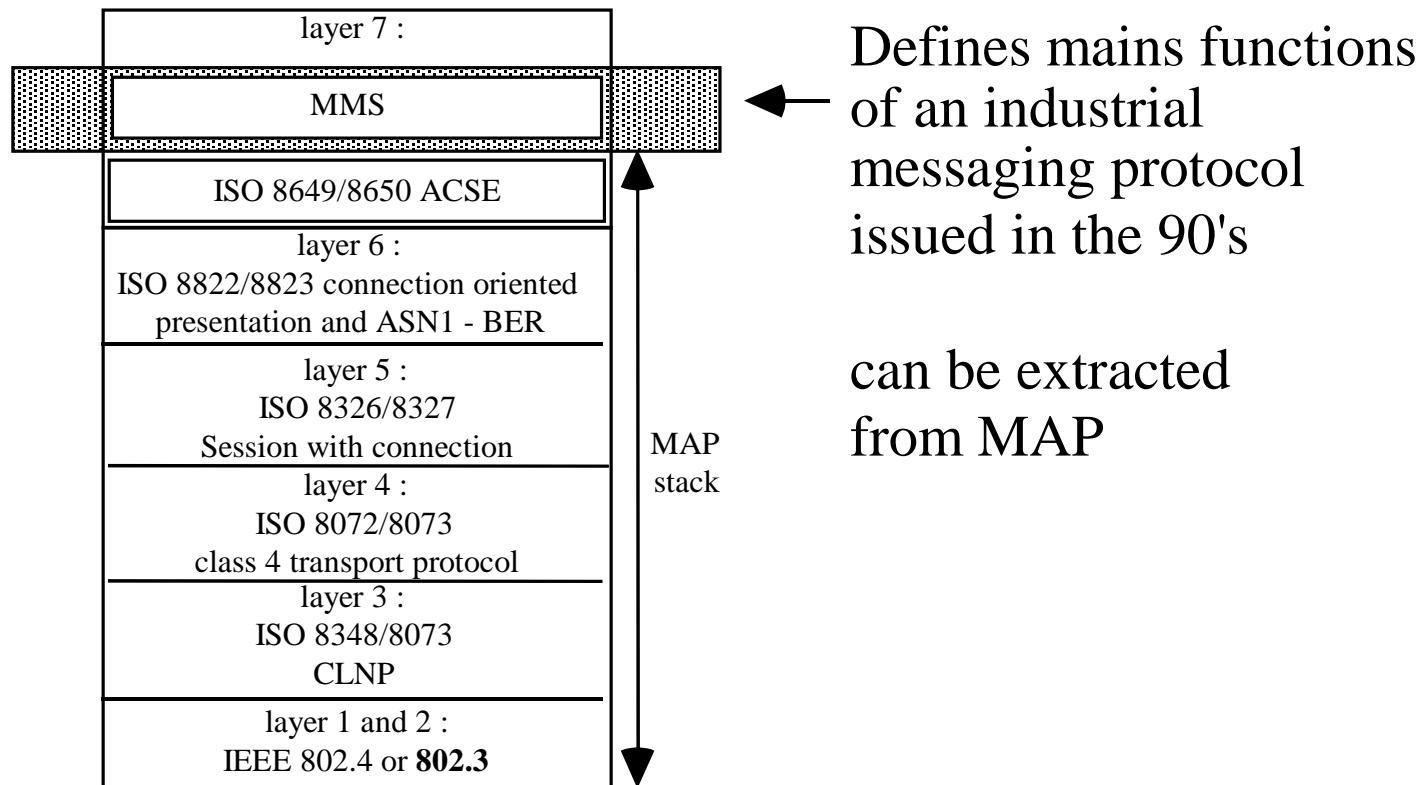 layer 7 :
MMS
ISO 8649/8650 ACSE
layer 6 :
ISO 8822/8823 connection oriented
presentation and ASN1 - BER
layer 5 :
ISO 8326/8327
Session with connection
layer 4 :
ISO 8072/8073
class 4 transport protocol
layer 3 :
ISO 8348/8073
CLNP
layer 1 and 2 :
IEEE 802.4 or 802.3
MAP
stack
Defines mains functions
of an industrial
messaging protocol
issued in the 90's
can be extracted
from MAP